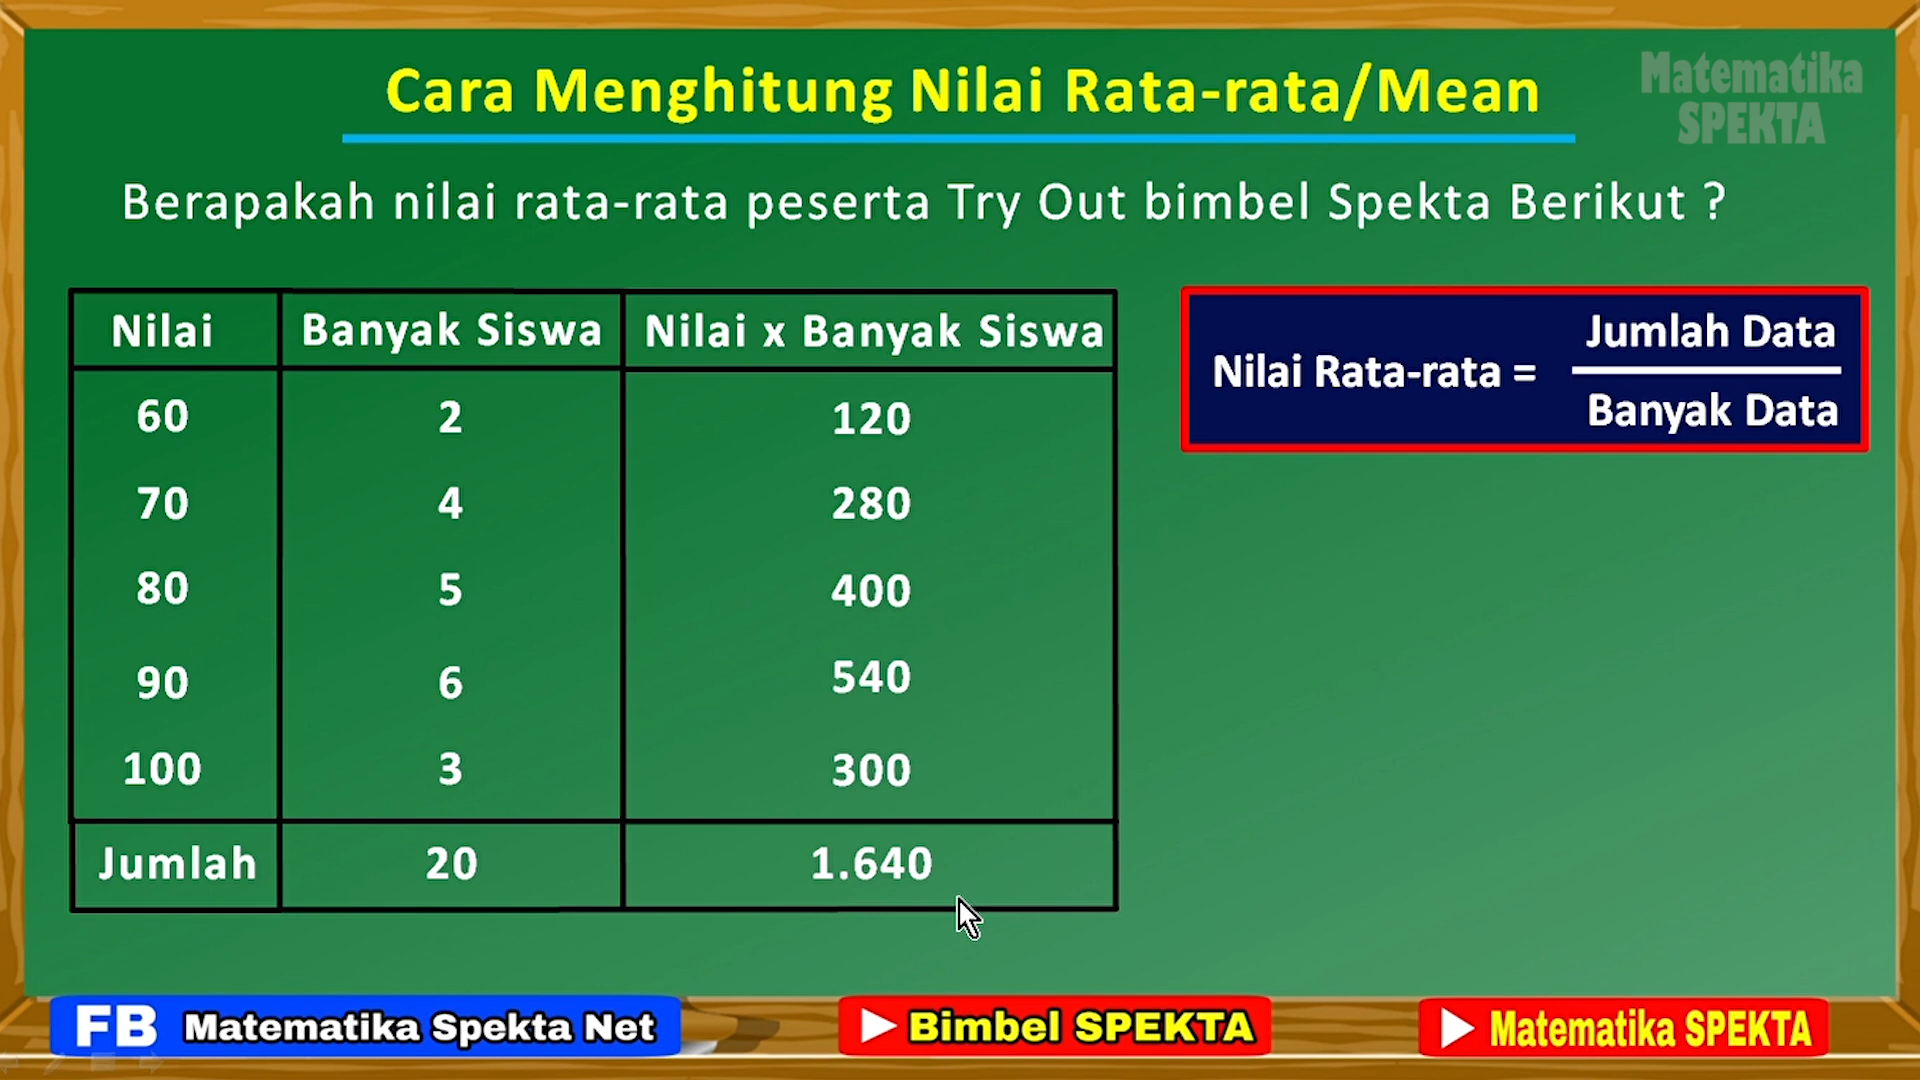 Matematika
SPEKTA
Cara Menghitung Nilai Rata-rata/Mean
Berapakah nilai rata-rata peserta Try Out bimbel Spekta Berikut ?
Nilai Banyak Siswa Nilai x Banyak Siswa
60 2 120
70 4 280
80 5 400
90 6 540
100 3 300
Jumlah 20 1.640
Jumlah Data
Nilai Rata-rata =
Banyak Data
FB Matematika Spekta Net
Bimbel SPEKTA
Matematika SPEKTA